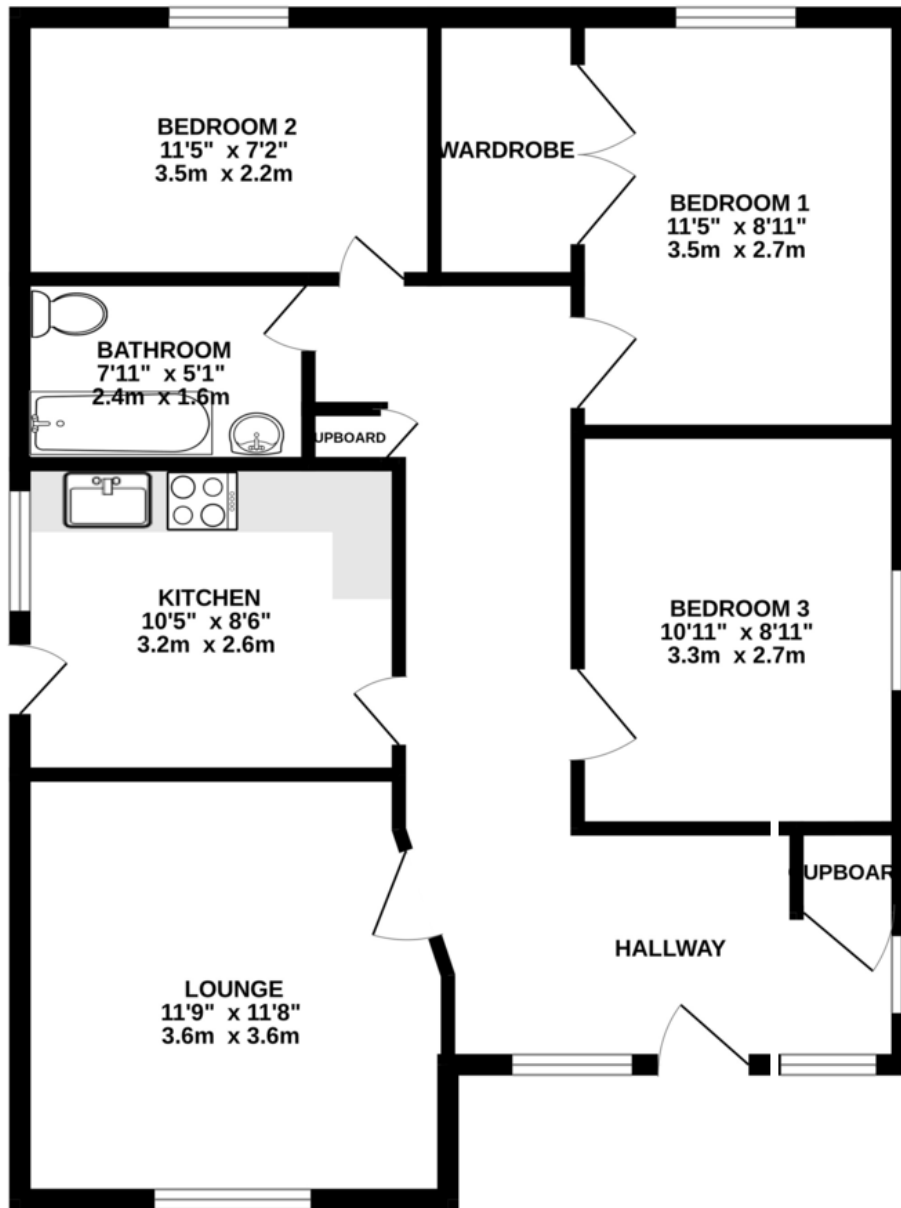 BEDROOM 2
11'5" x 7'2"
3.5m x 2.2m
WARDROBE
BEDROOM 1
11'5" x 8'11"
3.5m x 2.7m
BATHROOM
7'11" x 5'1"
2.4m x 1.6m
UPBOARD
KITCHEN
10'5" x 8'6"
3.2m x 2.6m
BEDROOM 3
10'11" x 8'11"
3.3m x 2.7m
UPBOAR
HALLWAY
LOUNGE
11'9" x 11'8"
3.6m x 3.6m